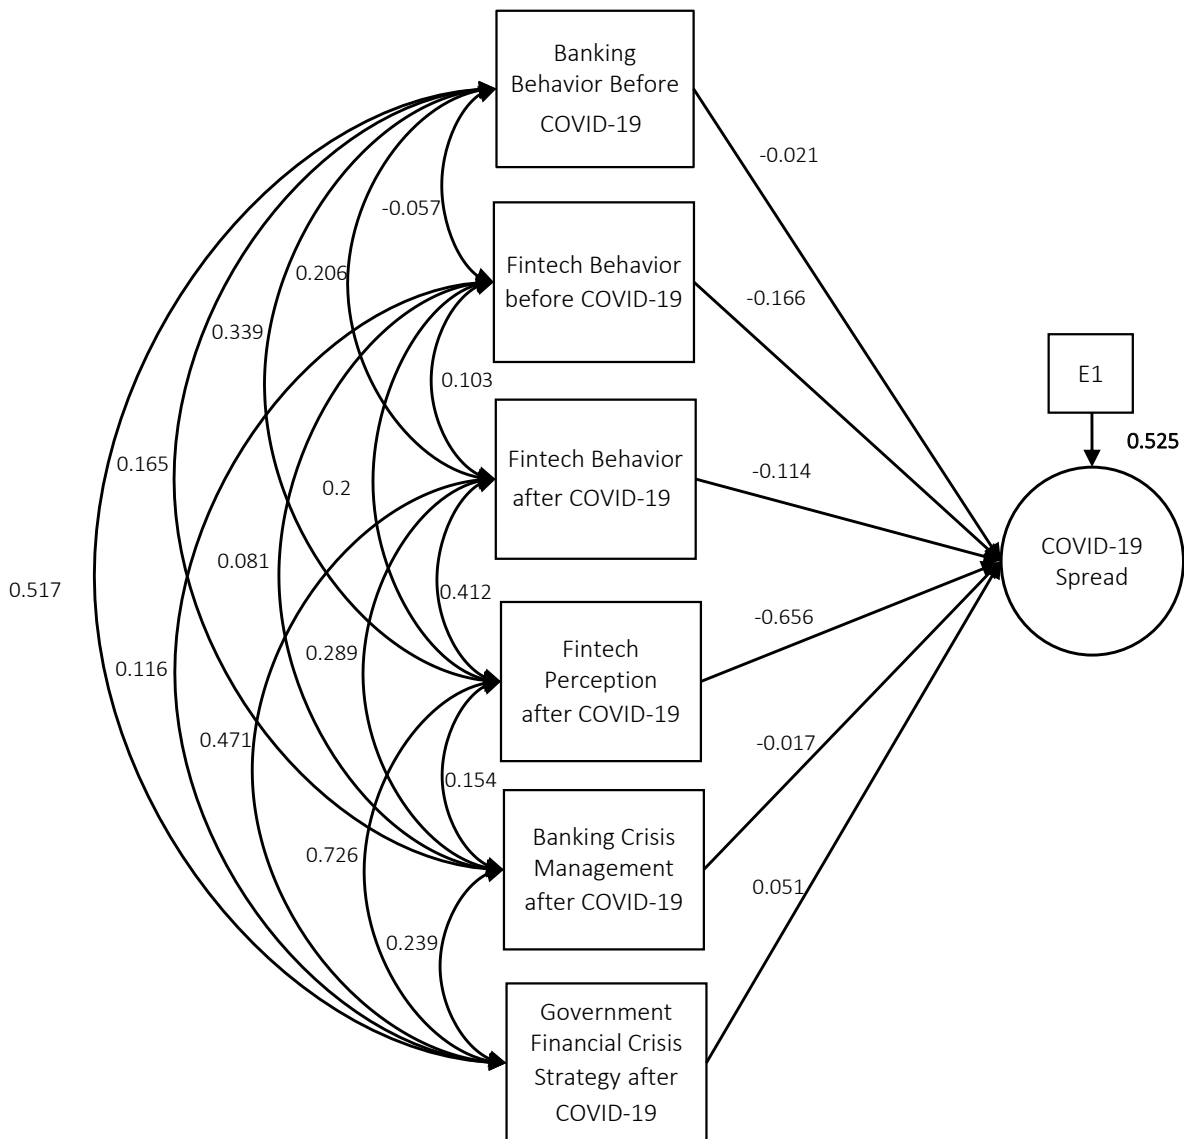 Banking
Behavior Before
COVID-19
-0.021
-0.057
Fintech Behavior
before COVID-19
0.206
-0.166
0.339
E1
0.103
0.525
Fintech Behavior
after COVID-19
0.165
0.2
-0.114
COVID-19
Spread
0.081
0.517
0.412
-0.656
Fintech
Perception
after COVID-19
0.289
0.116
0.471
-0.017
0.154
Banking Crisis
Management
after COVID-19
0.726
0.051
0.239
Government
Financial Crisis
Strategy after
COVID-19